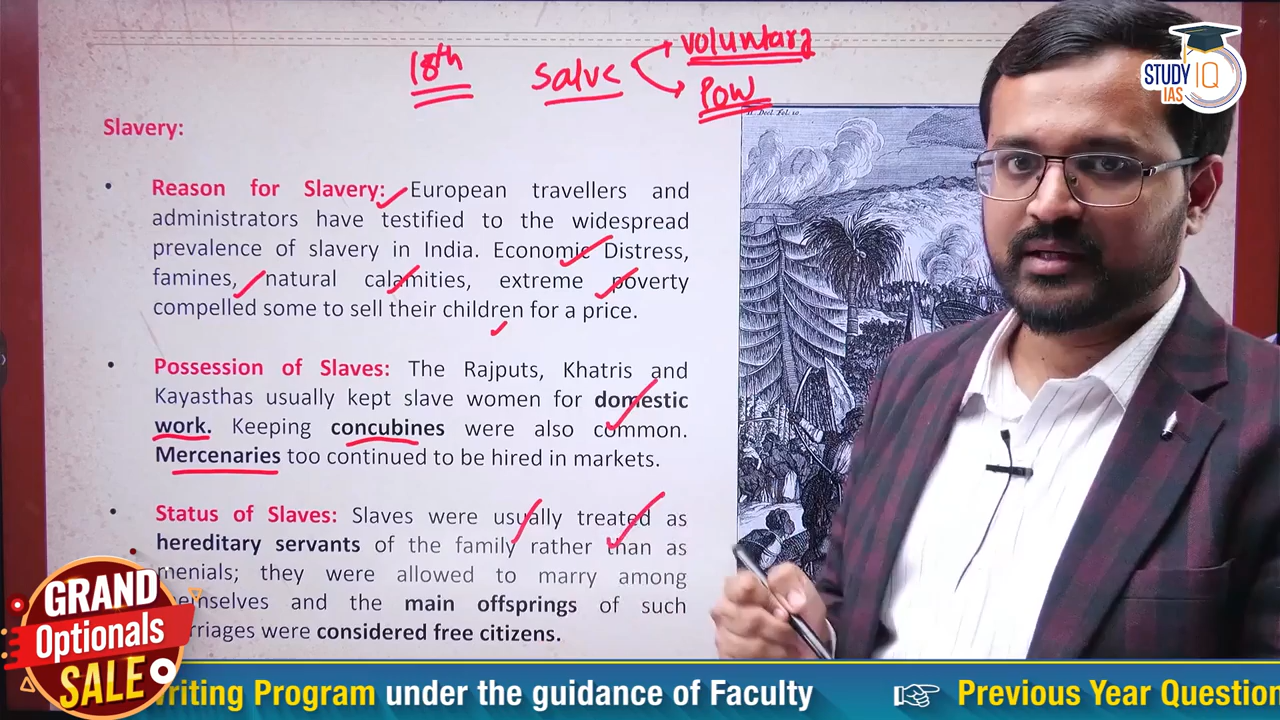 18th salve voluntary
Pow
STUDY IQ
IAS
Slavery:
• Reason for Slavery: European travellers and
administrators have testified to the widespread
prevalence of slavery in India. Economic Distress,
famines, natural calamities, extreme poverty
compelled some to sell their children for a price.
• Possession of Slaves: The Rajputs, Khatris and
Kayasthas usually kept slave women for domestic
work. Keeping concubines were also common.
Mercenaries too continued to be hired in markets.
• Status of Slaves: Slaves were usually treated as
hereditary servants of the family rather than as
menials; they were allowed to marry among
themselves and the main offsprings of such
marriages were considered free citizens.
GRAND
Optionals
SALE
Writing Program under the guidance of Faculty Previous Year Question